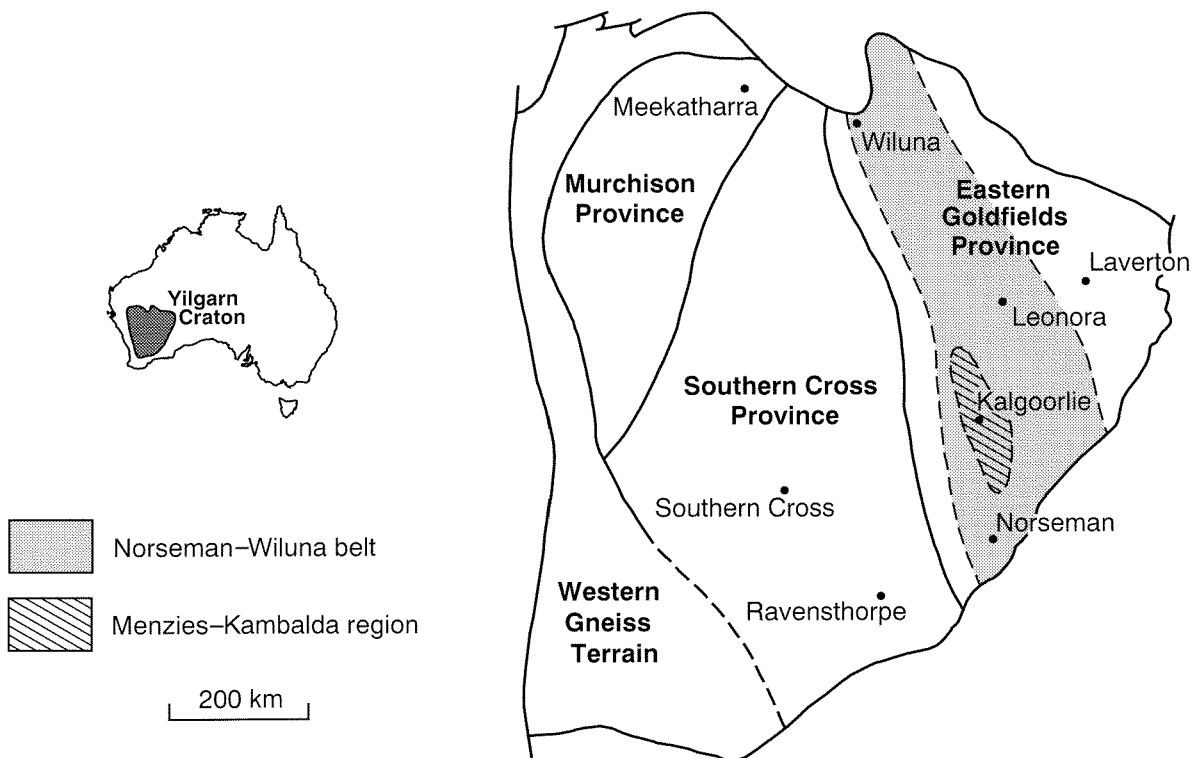 Meekatharra
Wiluna
Murchison
Province
Eastern
Goldfields
Province
Laverton
Leonora
Yilgarn
Craton
Southern Cross
Province
Kalgoorlie
Southern Cross
Norseman
Norseman–Wiluna belt
Western
Gneiss
Terrain
Ravensthorpe
Menzies–Kambalda region
200 km